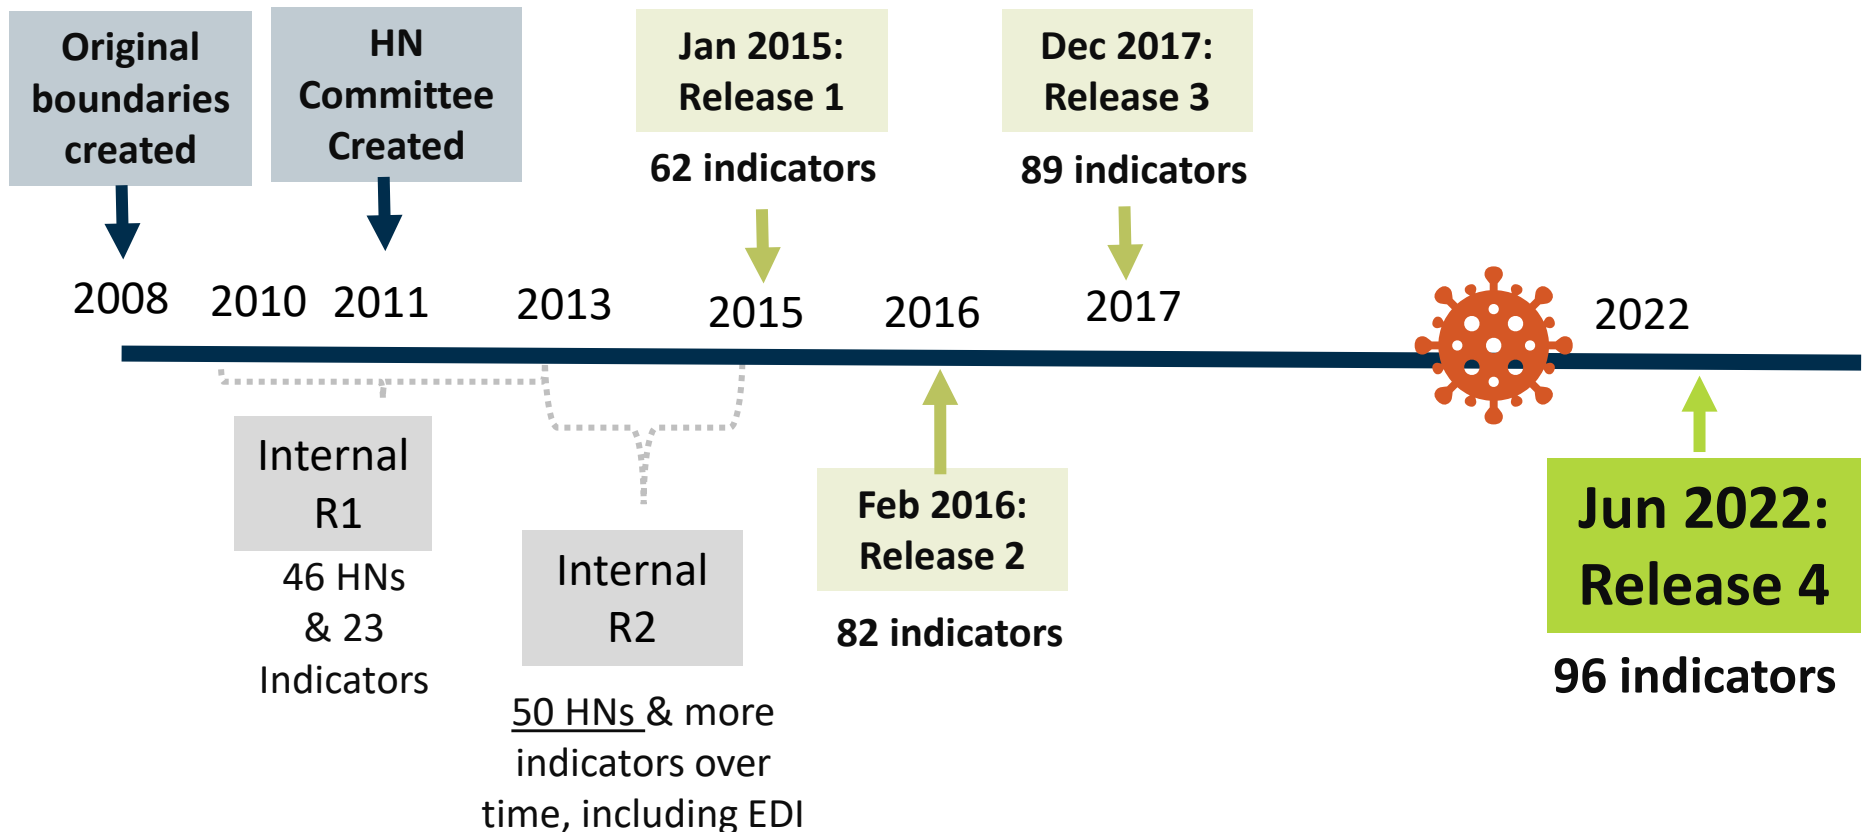 Original
boundaries
created
HN
Committee
Created
Jan 2015:
Release 1
62 indicators
Dec 2017:
Release 3
89 indicators
2008
2010
2011
2013
2015
2016
2017
2022
Internal
R1
46 HNs
& 23
Indicators
Internal
R2
50 HNs & more
indicators over
time, including EDI
Feb 2016:
Release 2
82 indicators
Jun 2022:
Release 4
96 indicators